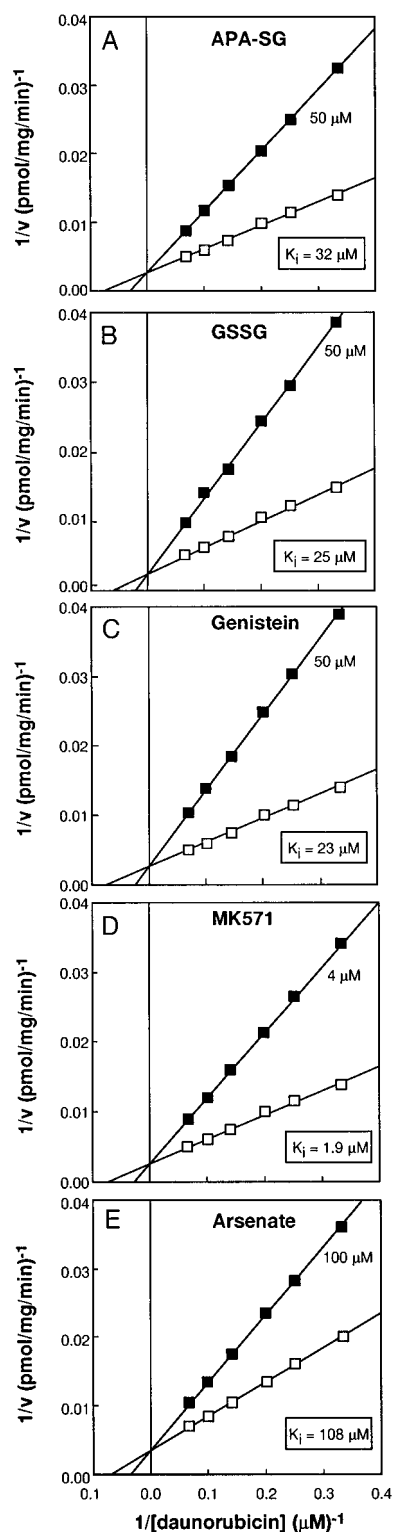 A
APA-SG
0.04
0.03
50 µM
0.02
0.01
Ki = 32 µM
0.00
1/v (pmol/mg/min)-1
B
GSSG
0.04
50 µM
0.03
0.02
0.01
Ki = 25 µM
0.00
1/v (pmol/mg/min)-1
C
Genistein
0.04
50 µM
0.03
0.02
0.01
Ki = 23 µM
0.00
1/v (pmol/mg/min)-1
D
MK571
0.04
4 µM
0.03
0.02
0.01
Ki = 1.9 µM
0.00
1/v (pmol/mg/min)-1
E
Arsenate
0.04
100 µM
0.03
0.02
0.01
Ki = 108 µM
0.00
1/v (pmol/mg/min)-1
0.1 0.0 0.1 0.2 0.3 0.4
1/[daunorubicin] (µM)-1